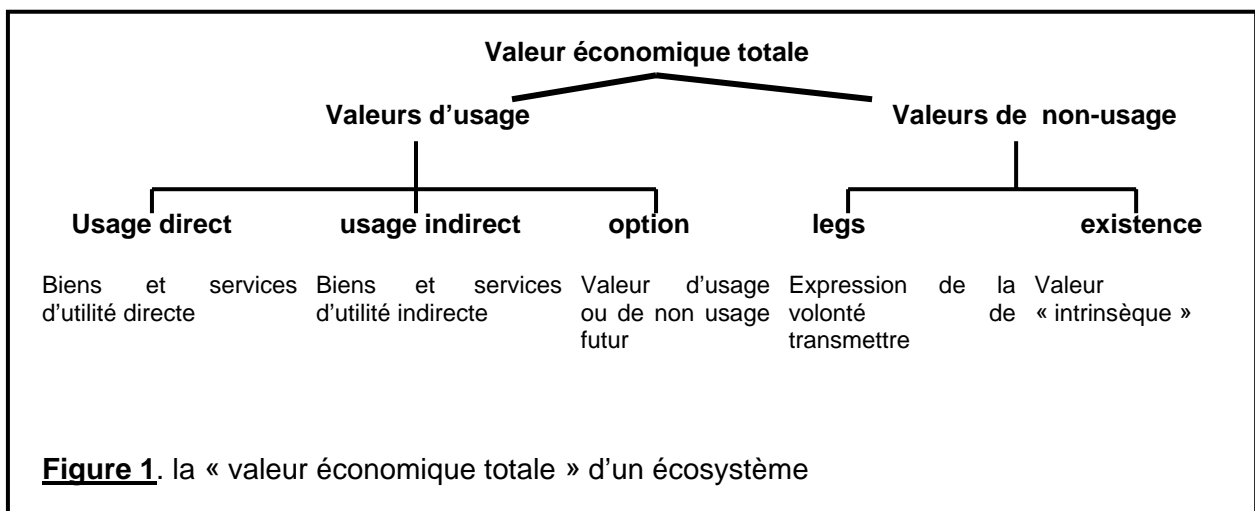 Valeur économique totale
Valeurs d’usage Valeurs de non-usage
Usage direct usage indirect option legs existence
Biens et services Biens et services Valeur d’usage Expression de la Valeur
d’utilité directe d’utilité indirecte ou de non usage volonté de « intrinsèque »
futur transmettre
Figure 1. la « valeur économique totale » d’un écosystème